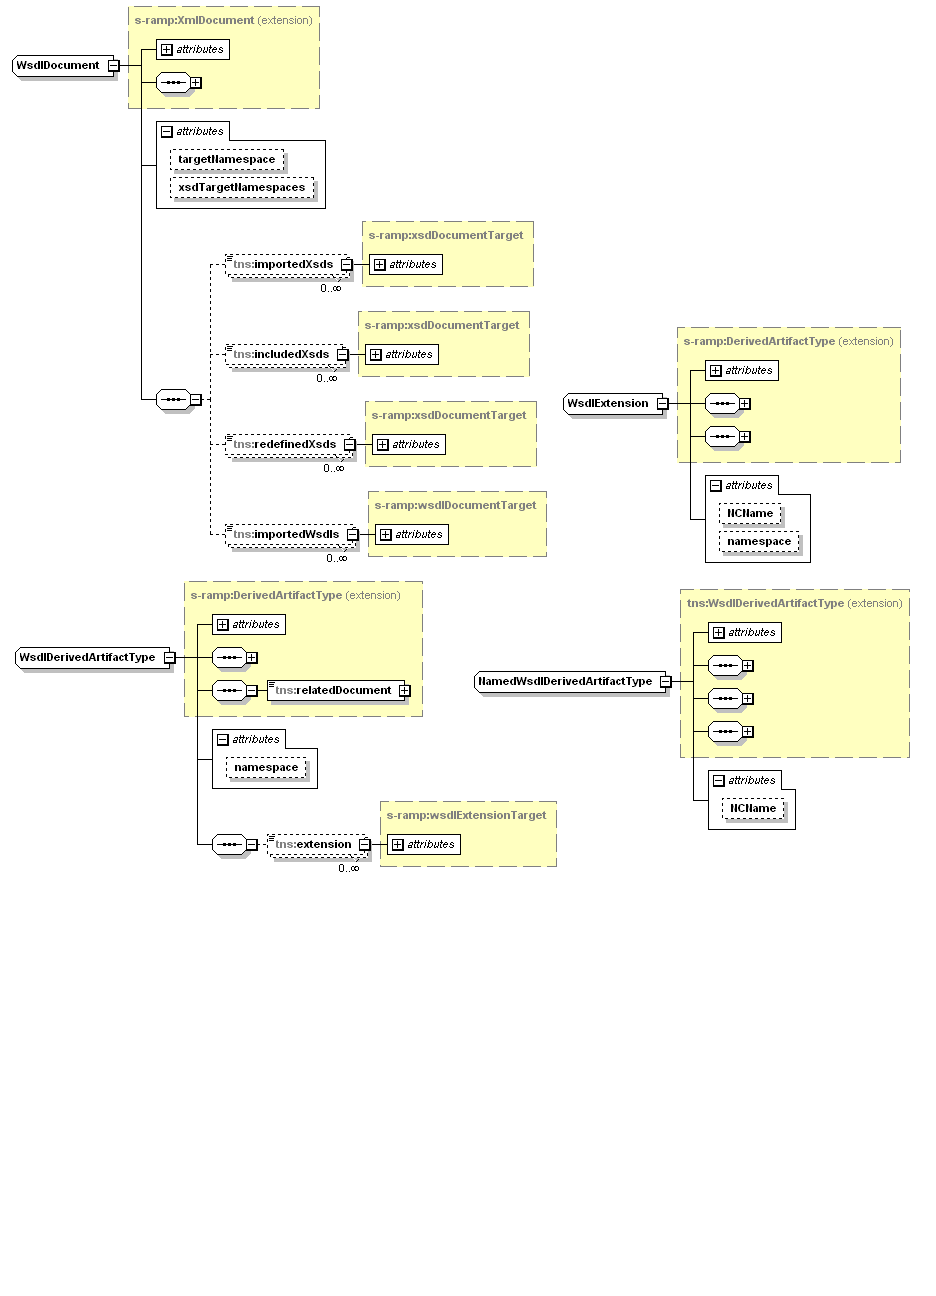 s-ramp:XmlDocument (extension)
attributes
WsdlDocument
attributes
targetNamespace
xsdTargetNamespaces
s-ramp:xsdDocumentTarget
tns:importedXsds
attributes
0..∞
s-ramp:xsdDocumentTarget
tns:includedXsds
attributes
0..∞
s-ramp:xsdDocumentTarget
tns:redefinedXsds
attributes
0..∞
s-ramp:wsdlDocumentTarget
tns:importedWsdls
attributes
0..∞
s-ramp:DerivedArtifactType (extension)
attributes
WsdlExtension
attributes
NCName
namespace
s-ramp:DerivedArtifactType (extension)
attributes
WsdlDerivedArtifactType
tns:relatedDocument
attributes
namespace
s-ramp:wsdlExtensionTarget
tns:extension
attributes
0..∞
tns:WsdlDerivedArtifactType (extension)
attributes
NamedWsdlDerivedArtifactType
attributes
NCName